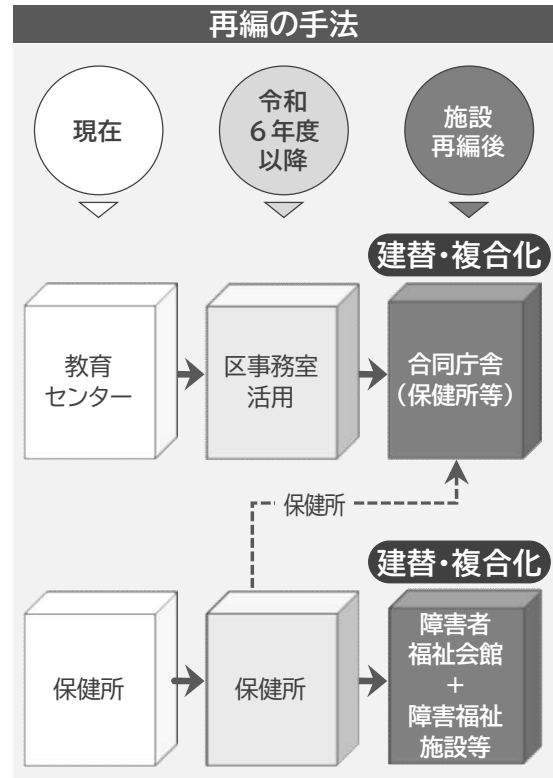 再編の手法
現在
令和
６年度
以降
施設
再編後
建替・複合化
教育
センター
区事務室
活用
合同庁舎
（保健所等）
保健所
建替・複合化
保健所
保健所
障害者
福祉会館
＋
障害福祉
施設等